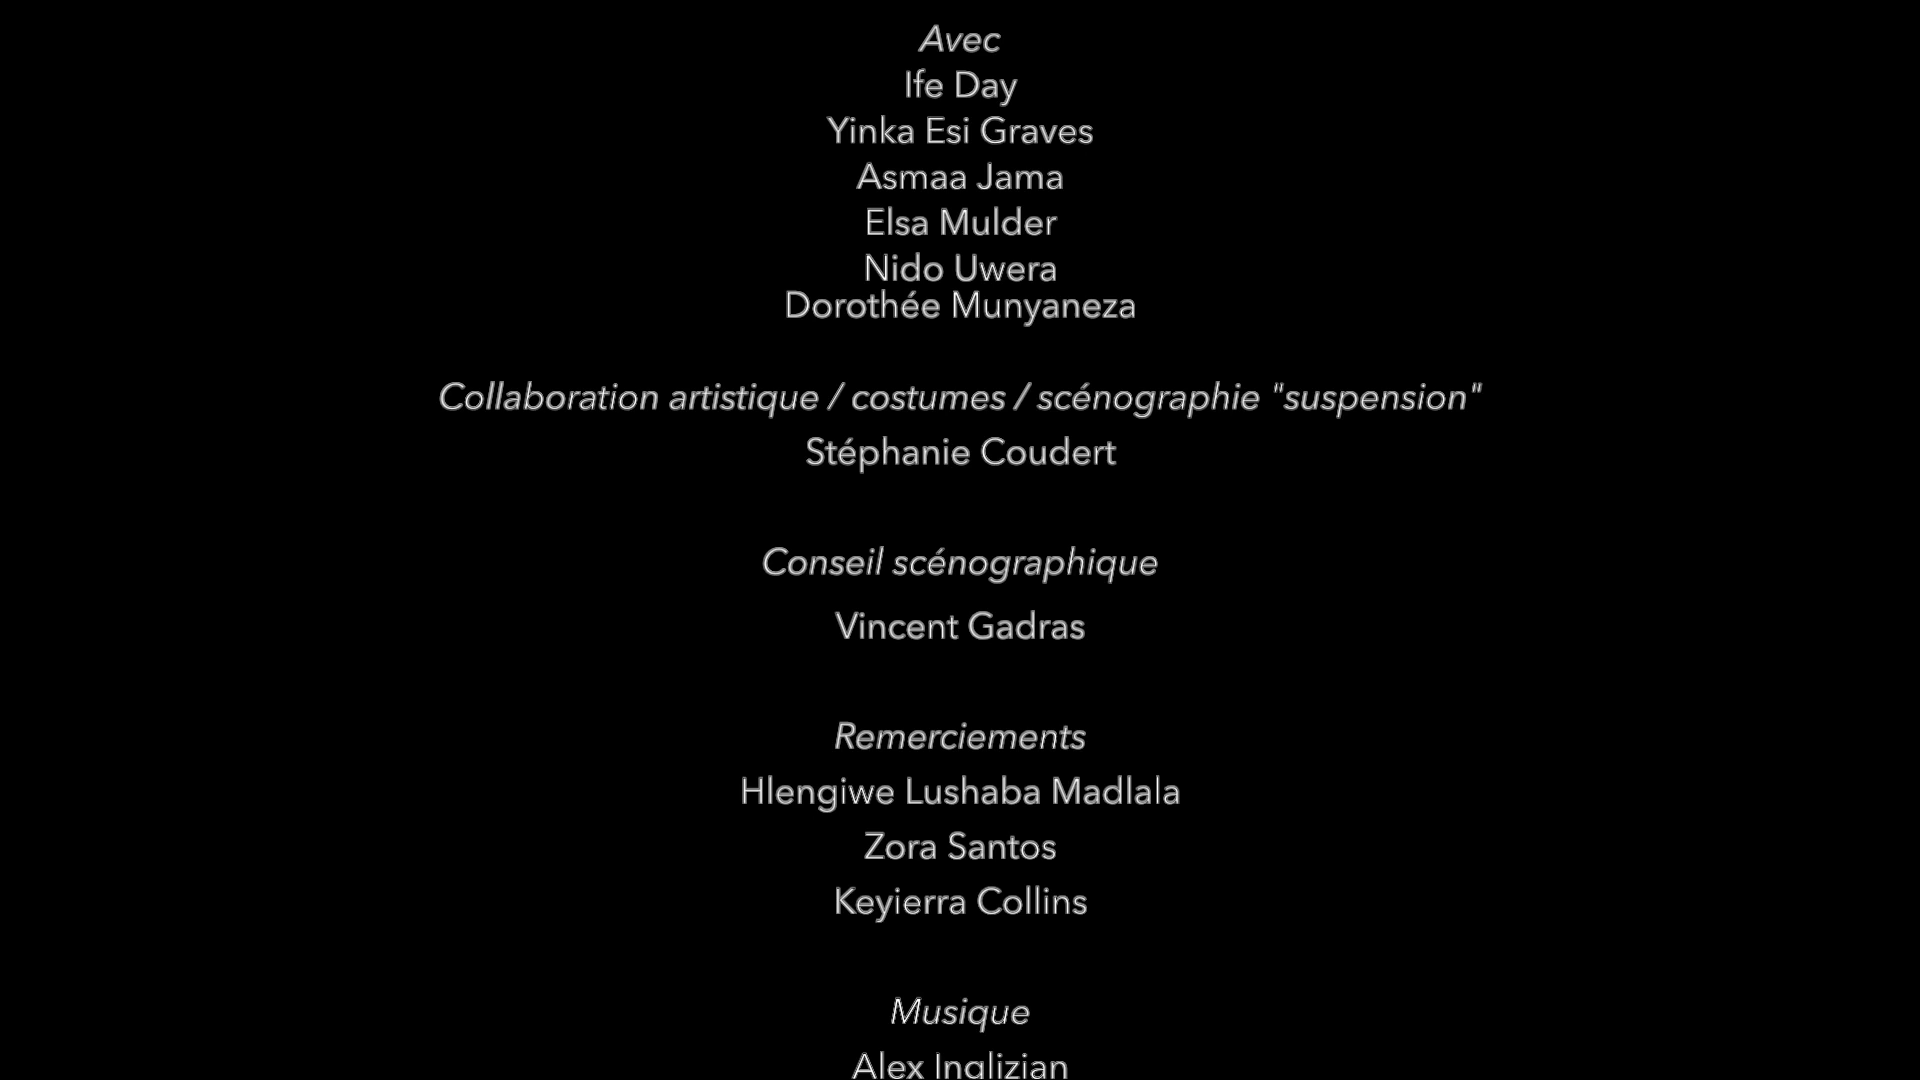 Avec
Ife Day
Yinka Esi Graves
Asmaa Jama
Elsa Mulder
Nido Uwera
Dorothée Munyaneza
Collaboration artistique / costumes / scénographie "suspension"
Stéphanie Coudert
Conseil scénographique
Vincent Gadras
Remerciements
Hlengiwe Lushaba Madlala
Zora Santos
Keyierra Collins
Musique
Alex Inglizian